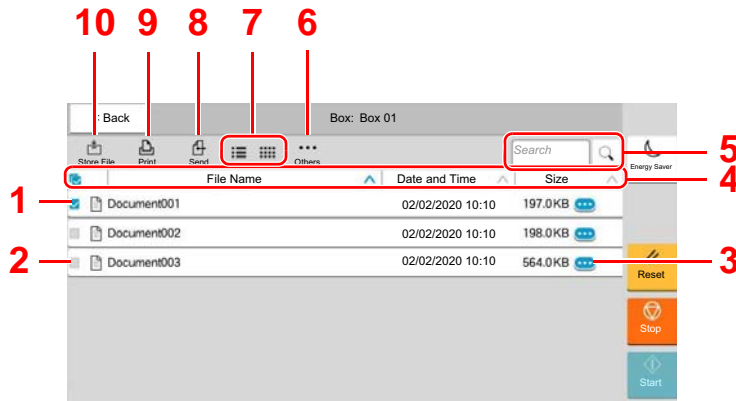 10 9 8 7 6
< Back Box: Box 01
Store File Print Send Others Search 5 Energy Saver
File Name Date and Time Size 4
1 Document001 02/02/2020 10:10 197.0KB
Document002 02/02/2020 10:10 198.0KB
2 Document003 02/02/2020 10:10 564.0KB 3
Reset
Stop
Start